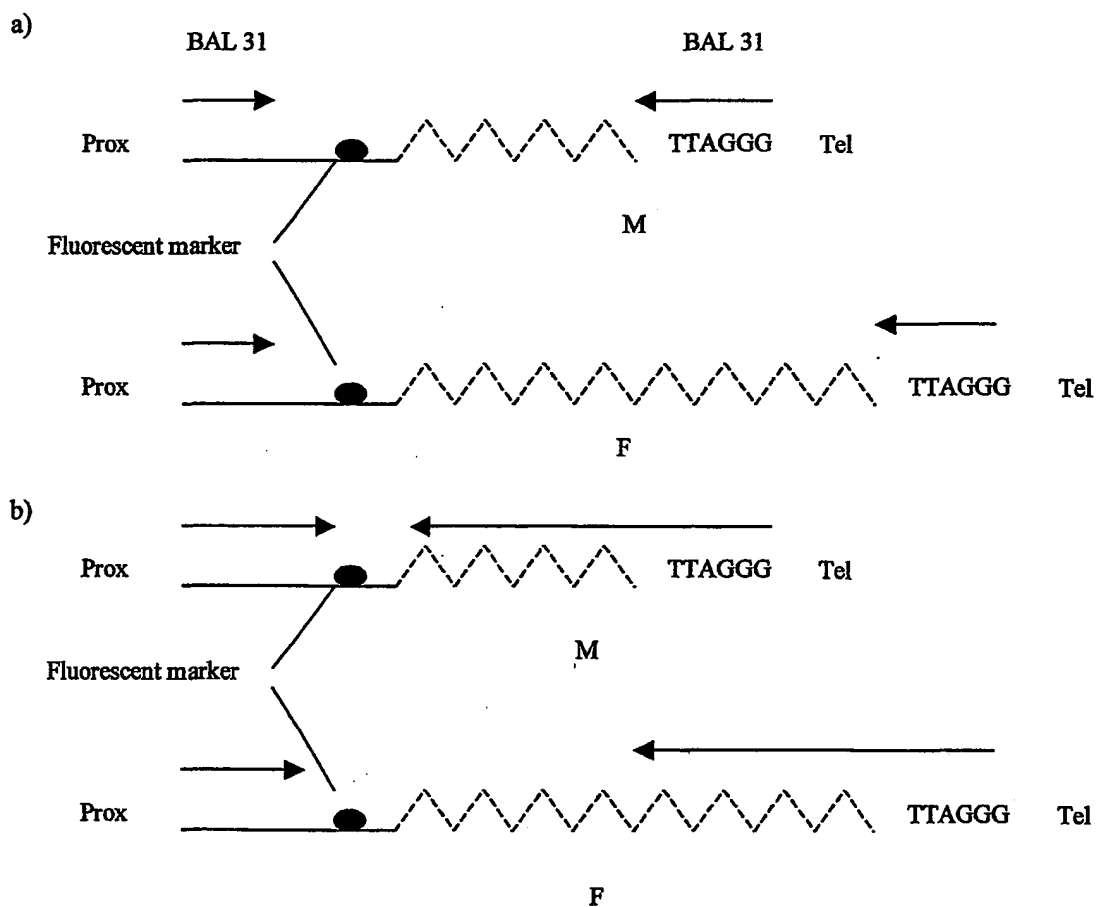 a)
BAL 31 BAL 31
Prox TTAGGG Tel
M
Fluorescent marker
Prox TTAGGG Tel
F
b)
Prox TTAGGG Tel
M
Fluorescent marker
Prox TTAGGG Tel
F